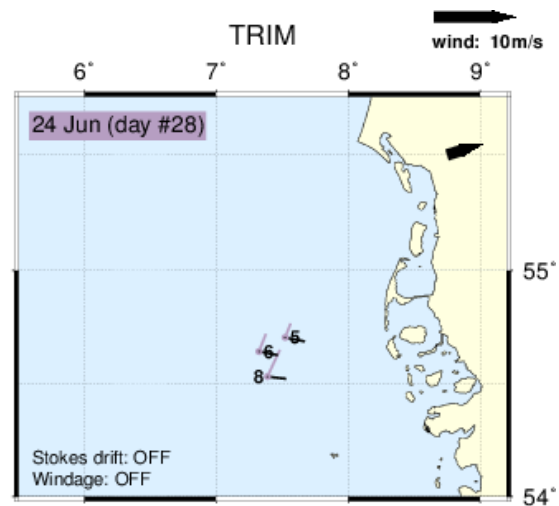 TRIM
wind: 10m/s
6°
7°
8°
9°
24 Jun (day #28)
55°
5
6
8
Stokes drift: OFF
Windage: OFF
54°